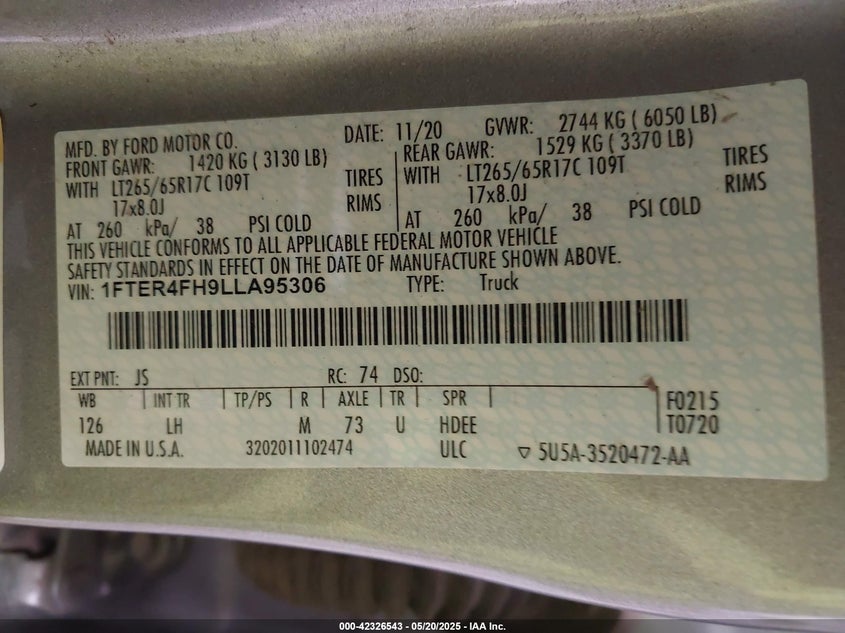 MFD. BY FORD MOTOR CO. DATE: 11/20 GVWR: 2744 KG ( 6050 LB)
FRONT GAWR: 1420 KG ( 3130 LB) REAR GAWR: 1529 KG ( 3370 LB)
WITH LT265/65R17C 109T TIRES WITH LT265/65R17C 109T TIRES
17x8.0J RIMS 17x8.0J RIMS
AT 260 kPa/ 38 PSI COLD AT 260 kPa/ 38 PSI COLD
THIS VEHICLE CONFORMS TO ALL APPLICABLE FEDERAL MOTOR VEHICLE
SAFETY STANDARDS IN EFFECT ON THE DATE OF MANUFACTURE SHOWN ABOVE.
VIN: 1FTER4FH9LLA95306 TYPE: Truck
EXT PNT: JS RC: 74 DSO:
WB INT TR TP/PS R AXLE TR SPR F0215
126 LH M 73 U HDEE T0720
MADE IN U.S.A. 3202011102474 ULC ▽ 5U5A-3520472-AA
000-42326543 - 05/20/2025 - IAA Inc.